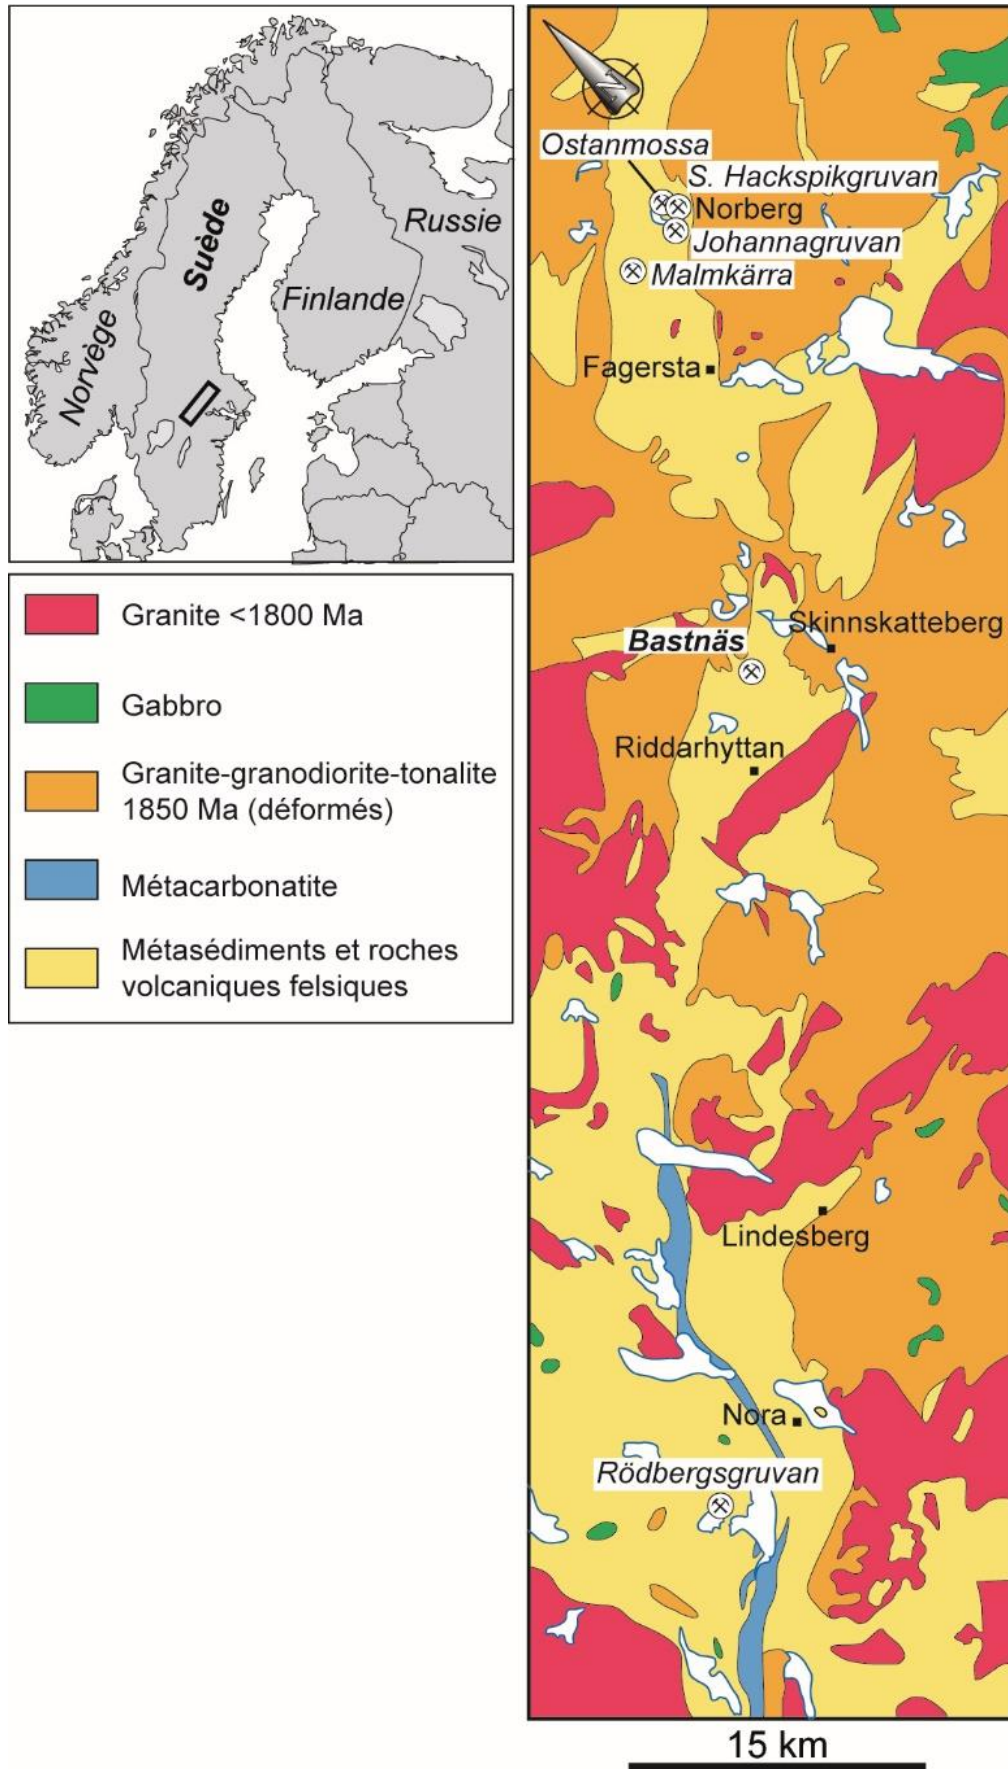 Norvège
Suède
Finlande
Russie
Granite <1800 Ma
Gabbro
Granite-granodiorite-tonalite
1850 Ma (déformés)
Métacarbonatite
Métasédiments et roches
volcaniques felsiques
N
Ostanmossa
S. Hackspikgruvan
Norberg
Johannagruvan
Malmkärra
Fagersta
Skinnskatteberg
Bastnäs
Riddarhyttan
Lindesberg
Nora
Rödbergsgruvan
15 km